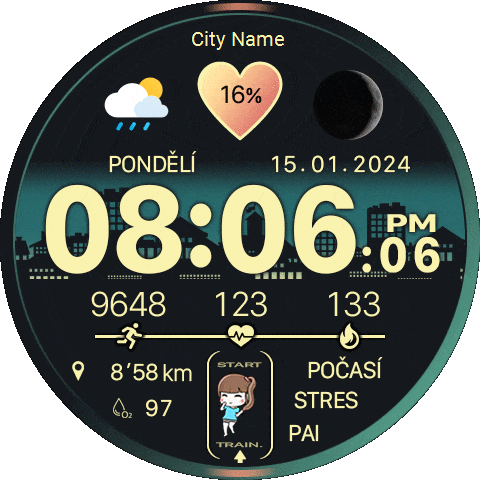 City Name
16%
PONDĚLÍ 15.01.2024
08:06:06 PM
9648 123 133
8’58 km
O₂ 97
START
TRAIN.
POČASÍ
STRES
PAI